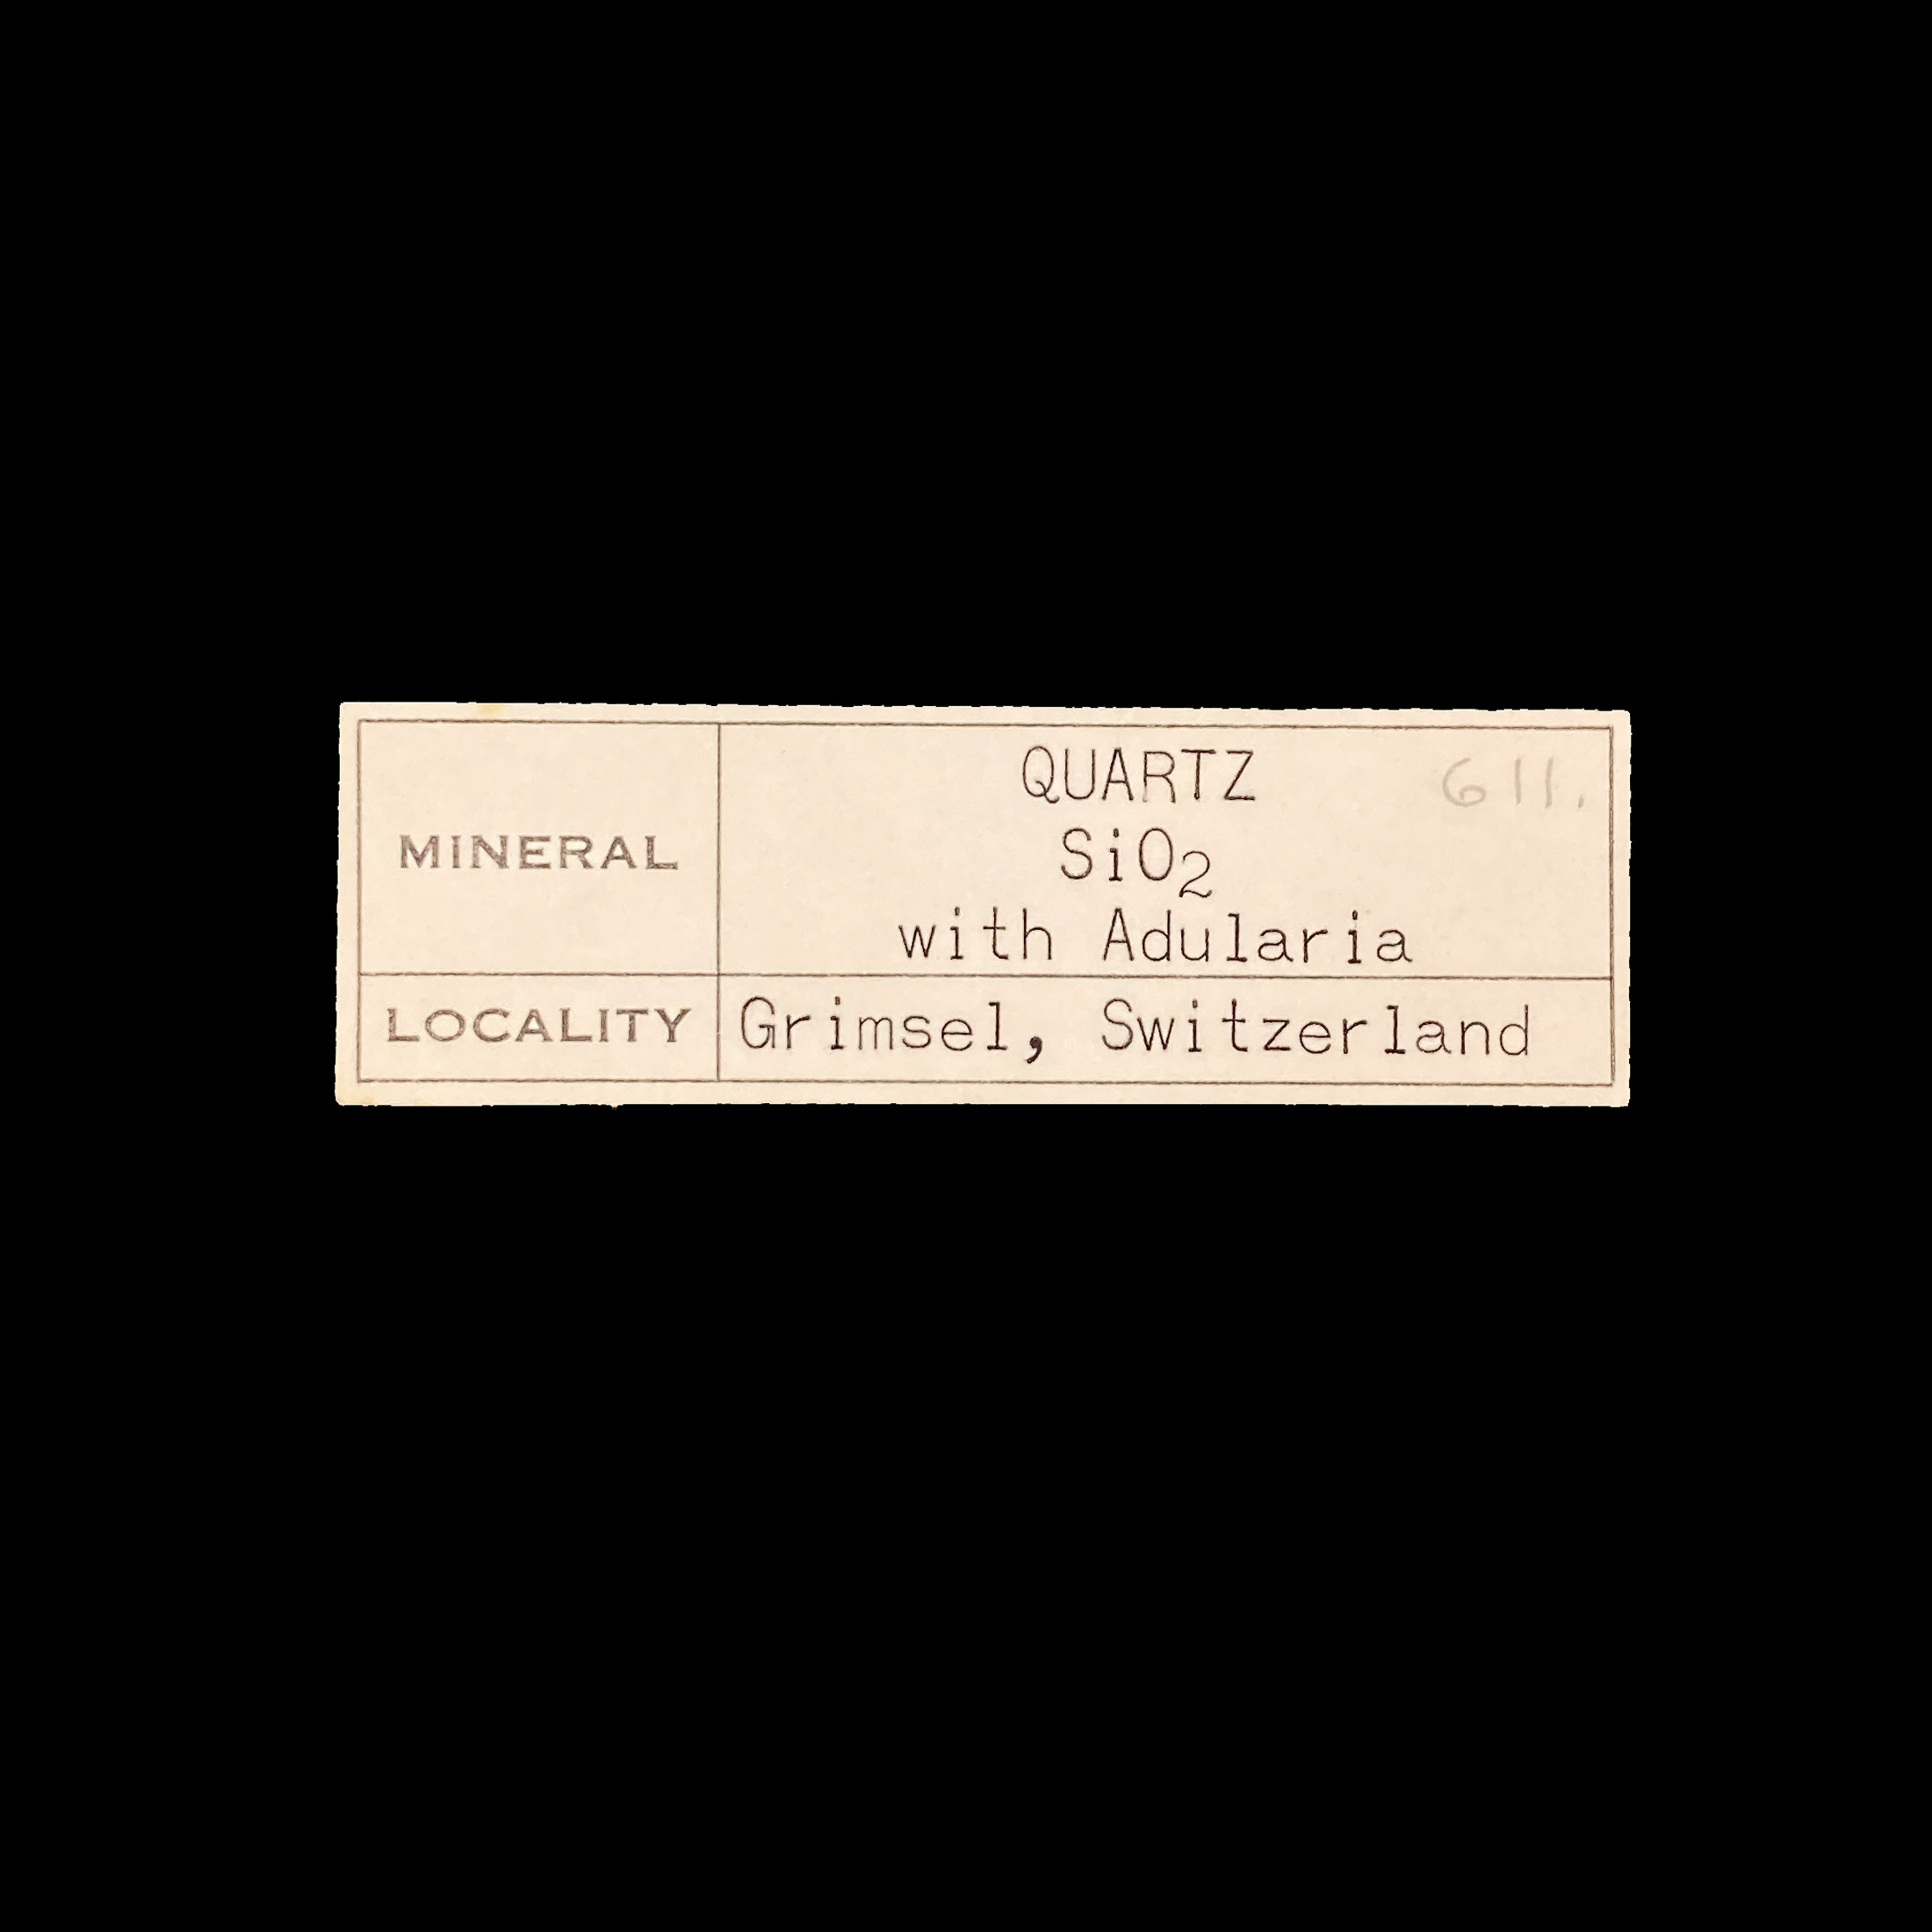 MINERAL
QUARTZ 611.
SiO₂
with Adularia
LOCALITY
Grimsel, Switzerland